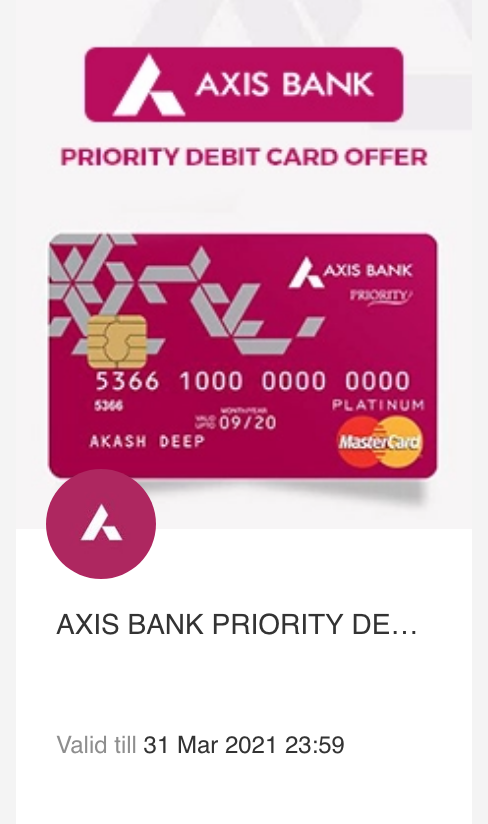 AXIS BANK
PRIORITY DEBIT CARD OFFER
AXIS BANK
PRIORITY
5366 1000 0000 0000
5366
PLATINUM
MONTH/YEAR
VALID UPTO 09/20
AKASH DEEP
MasterCard
AXIS BANK PRIORITY DE...
Valid till 31 Mar 2021 23:59